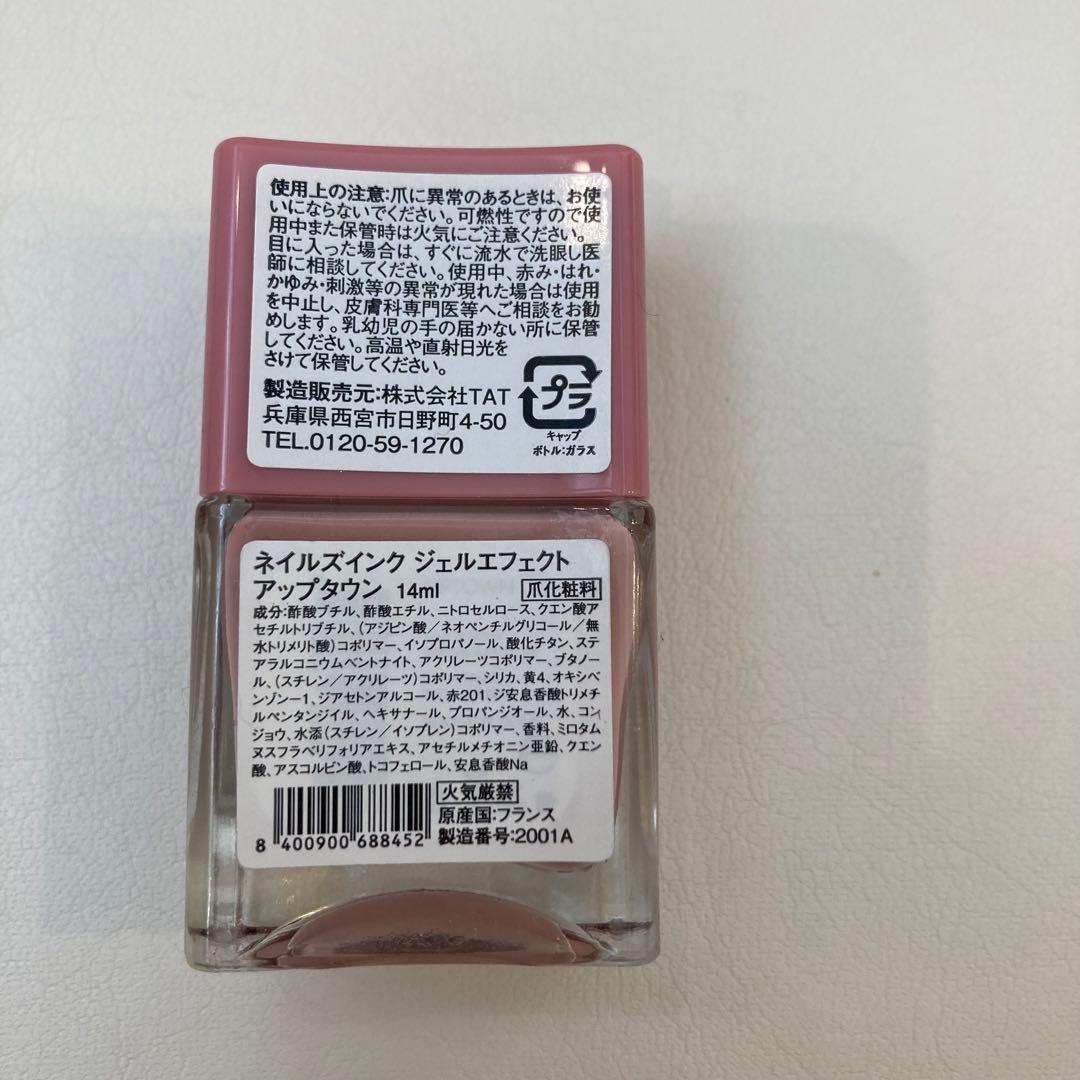 使用上の注意:爪に異常のあるときは、お使
いにならないでください。可燃性ですので使
用中また保管時は火気にご注意ください。
目に入った場合は、すぐに流水で洗眼し医
師に相談してください。使用中、赤み・はれ・
かゆみ・刺激等の異常が現れた場合は使用
を中止し、皮膚科専門医等へご相談をお勧
めします。乳幼児の手の届かない所に保管
してください。高温や直射日光を
さけて保管してください。
製造販売元:株式会社TAT
兵庫県西宮市日野町4-50
TEL.0120-59-1270
プラ
キャップ
ボトル:ガラス
ネイルズインク ジェルエフェクト
アップタウン 14ml 爪化粧料
成分:酢酸ブチル、酢酸エチル、ニトロセルロース、クエン酸ア
セチルトリブチル、(アジピン酸/ネオペンチルグリコール/無
水トリメリト酸)コポリマー、イソプロパノール、酸化チタン、ステ
アラルコニウムベントナイト、アクリレーツコポリマー、ブタノー
ル、(スチレン/アクリレーツ)コポリマー、シリカ、黄4、オキシベ
ンゾン-1、ジアセトンアルコール、赤201、ジ安息香酸トリメチ
ルペンタンジイル、ヘキサナール、プロパンジオール、水、コン
ジョウ、水添(スチレン/イソプレン)コポリマー、香料、ミロタム
ヌスフラベリフォリアエキス、アセチルメチオニン亜鉛、クエン
酸、アスコルビン酸、トコフェロール、安息香酸Na
火気厳禁
原産国:フランス
製造番号:2001A
8 400900 688452